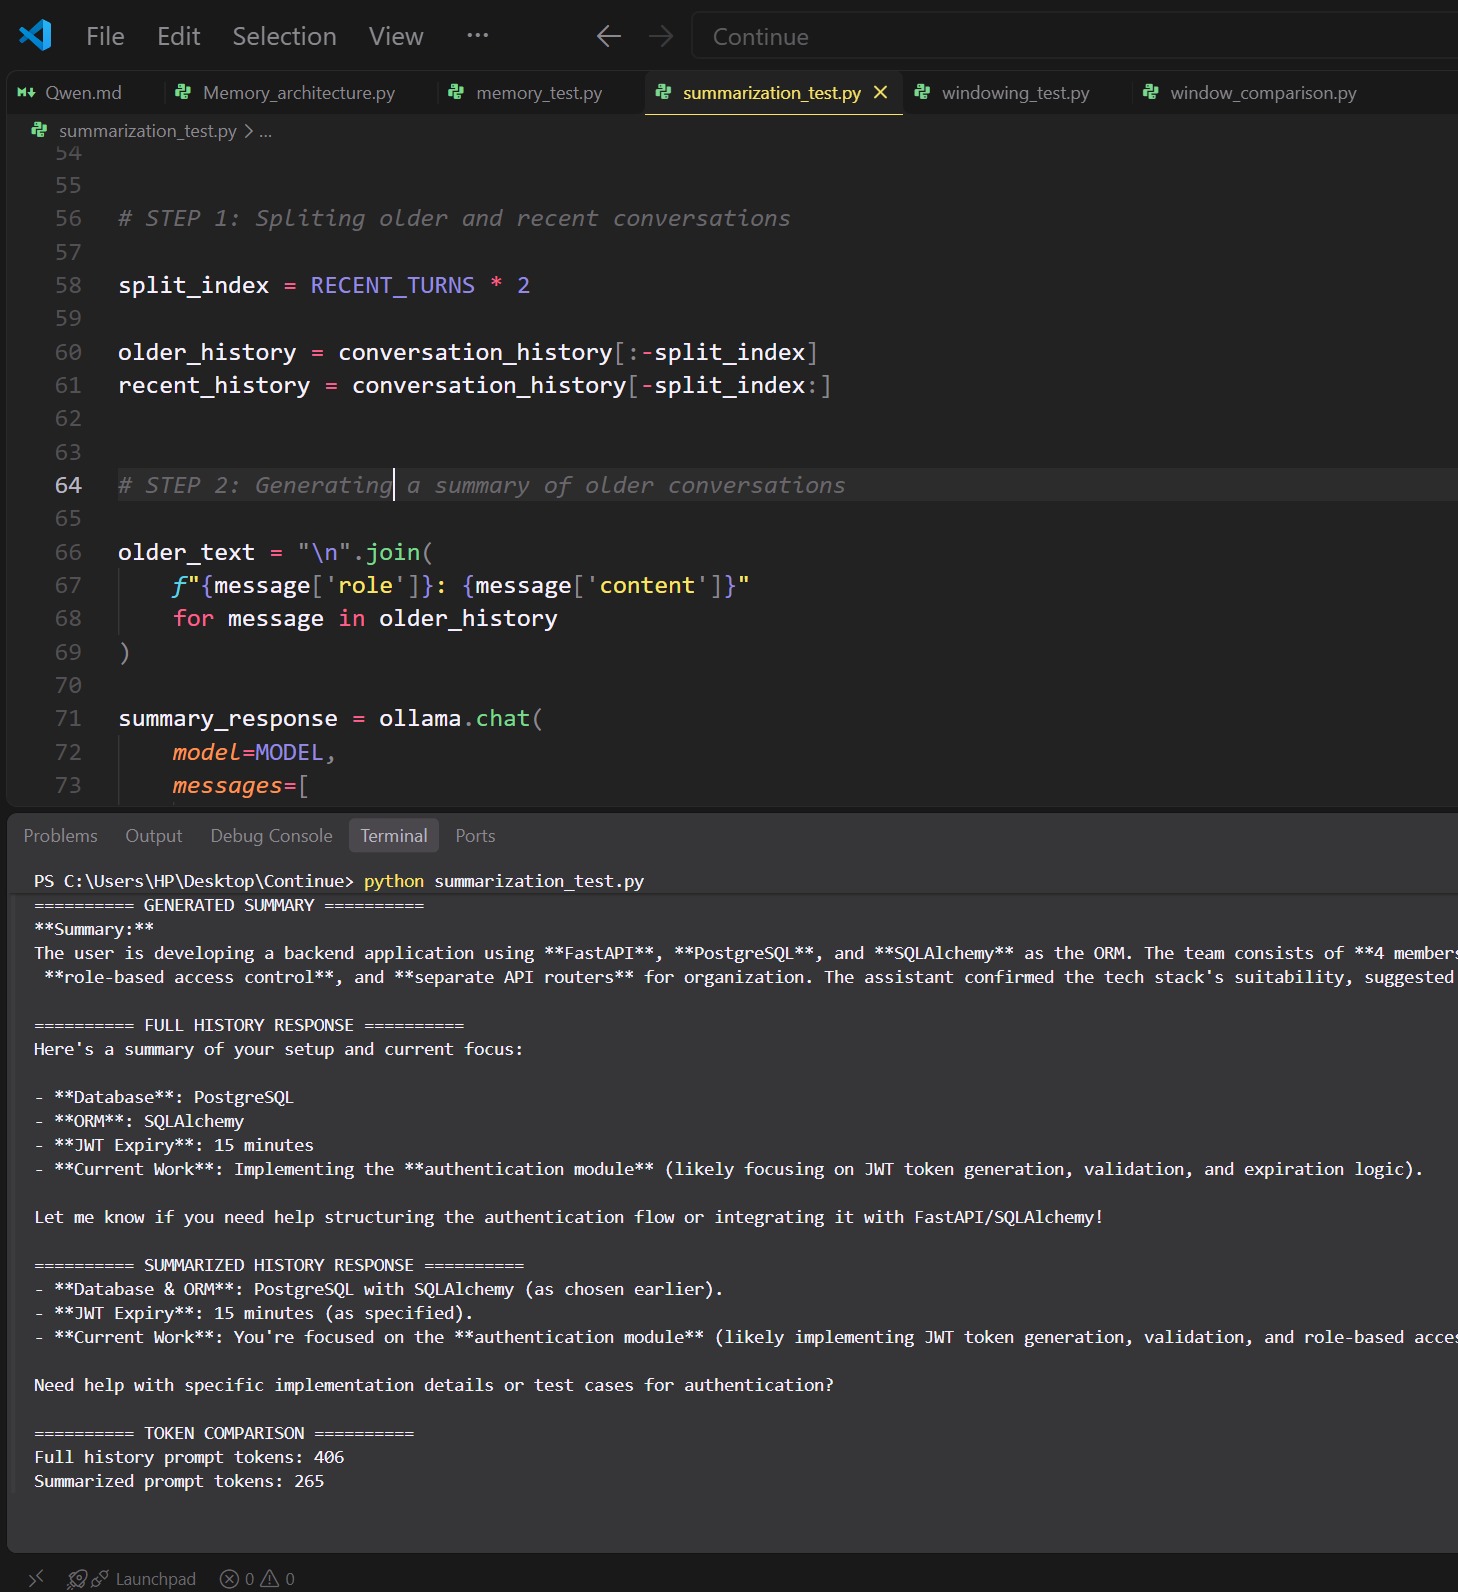 File Edit Selection View ··· Continue
Qwen.md Memory_architecture.py memory_test.py summarization_test.py windowing_test.py window_comparison.py
summarization_test.py > ...
54
55
56 # STEP 1: Spliting older and recent conversations
57
58 split_index = RECENT_TURNS * 2
59
60 older_history = conversation_history[:-split_index]
61 recent_history = conversation_history[-split_index:]
62
63
64 # STEP 2: Generating a summary of older conversations
65
66 older_text = "\n".join(
67 f"{message['role']}: {message['content']}"
68 for message in older_history
69 )
70
71 summary_response = ollama.chat(
72 model=MODEL,
73 messages=[
Problems Output Debug Console Terminal Ports
PS C:\Users\HP\Desktop\Continue> python summarization_test.py
========== GENERATED SUMMARY ==========
**Summary:**
The user is developing a backend application using **FastAPI**, **PostgreSQL**, and **SQLAlchemy** as the ORM. The team consists of **4 members
**role-based access control**, and **separate API routers** for organization. The assistant confirmed the tech stack's suitability, suggested
========== FULL HISTORY RESPONSE ==========
Here's a summary of your setup and current focus:
- **Database**: PostgreSQL
- **ORM**: SQLAlchemy
- **JWT Expiry**: 15 minutes
- **Current Work**: Implementing the **authentication module** (likely focusing on JWT token generation, validation, and expiration logic).
Let me know if you need help structuring the authentication flow or integrating it with FastAPI/SQLAlchemy!
========== SUMMARIZED HISTORY RESPONSE ==========
- **Database & ORM**: PostgreSQL with SQLAlchemy (as chosen earlier).
- **JWT Expiry**: 15 minutes (as specified).
- **Current Work**: You're focused on the **authentication module** (likely implementing JWT token generation, validation, and role-based acce
Need help with specific implementation details or test cases for authentication?
========== TOKEN COMPARISON ==========
Full history prompt tokens: 406
Summarized prompt tokens: 265
Launchpad 0 0